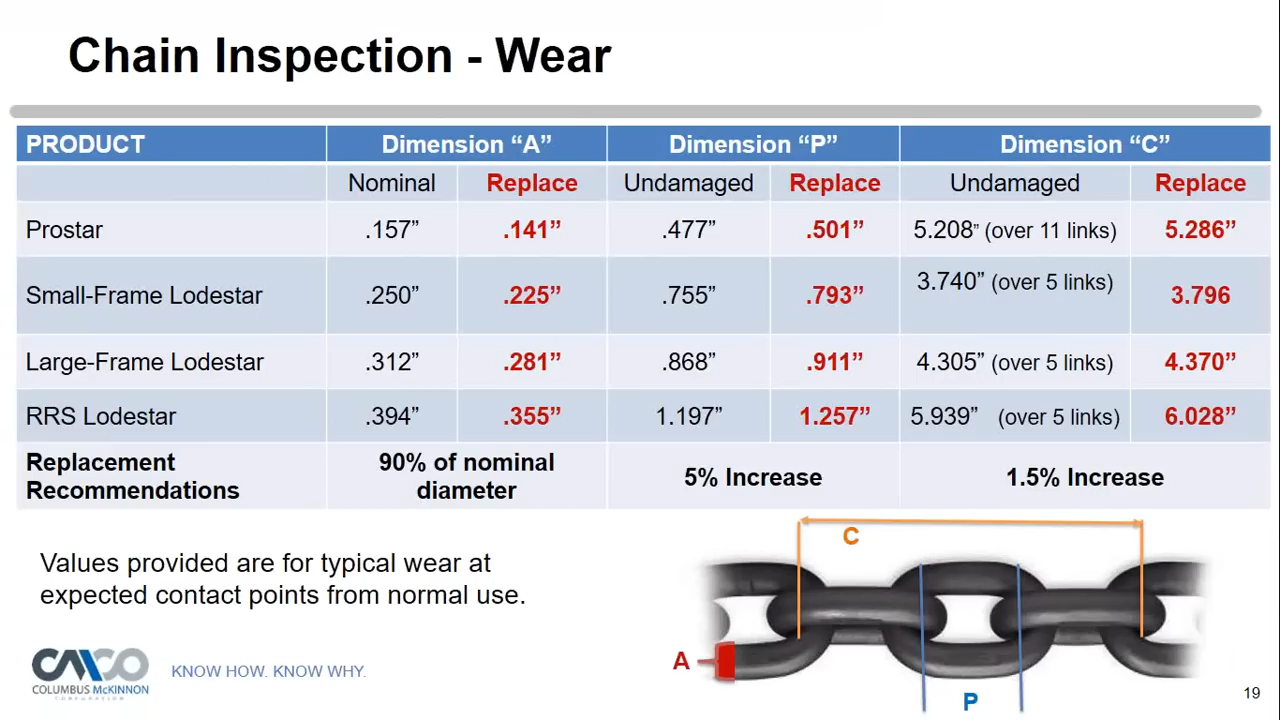 Chain Inspection - Wear
PRODUCT Dimension “A” Dimension “P” Dimension “C”
Nominal Replace Undamaged Replace Undamaged Replace
Prostar .157” .141” .477” .501” 5.208” (over 11 links) 5.286”
Small-Frame Lodestar .250” .225” .755” .793” 3.740” (over 5 links) 3.796
Large-Frame Lodestar .312” .281” .868” .911” 4.305” (over 5 links) 4.370”
RRS Lodestar .394” .355” 1.197” 1.257” 5.939” (over 5 links) 6.028”
Replacement
Recommendations
90% of nominal
diameter
5% Increase
1.5% Increase
Values provided are for typical wear at
expected contact points from normal use.
C
A
P
CMCO
COLUMBUS McKINNON
CORPORATION
KNOW HOW. KNOW WHY.
19